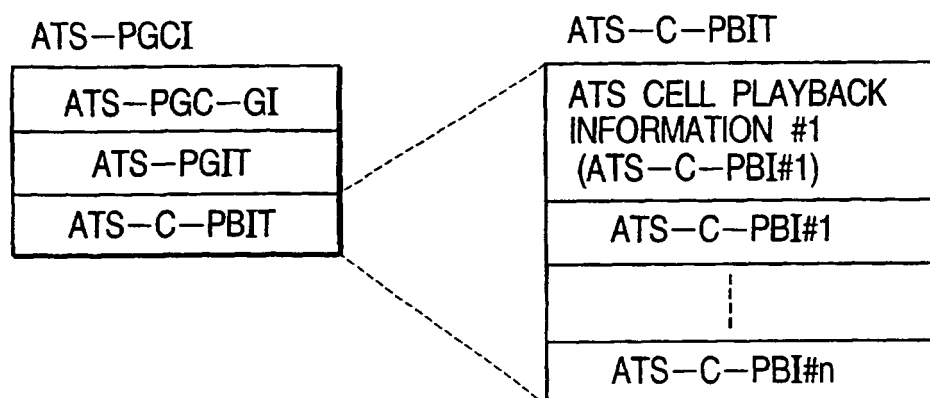 ATS-PGCI
ATS-PGC-GI
ATS-PGIT
ATS-C-PBIT
ATS-C-PBIT
ATS CELL PLAYBACK
INFORMATION #1
(ATS-C-PBI#1)
ATS-C-PBI#1
ATS-C-PBI#n